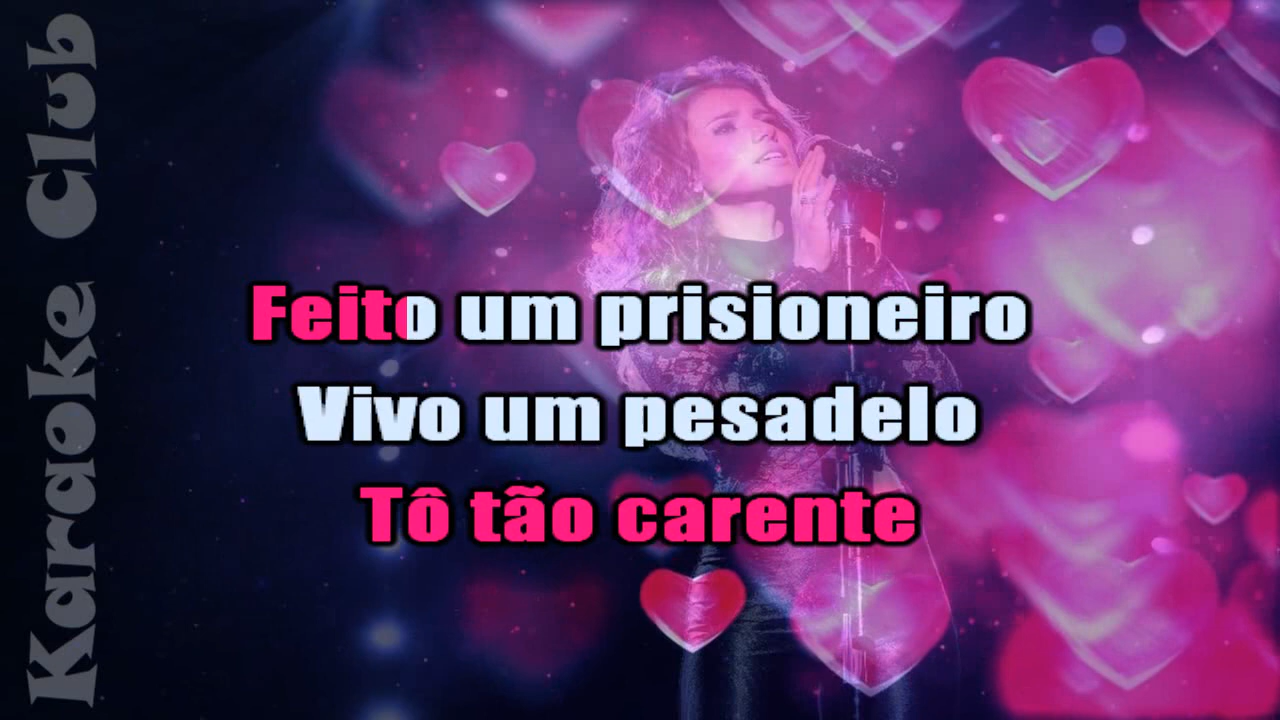 Karaoke Club
Feito um prisioneiro
Vivo um pesadelo
Tô tão carente